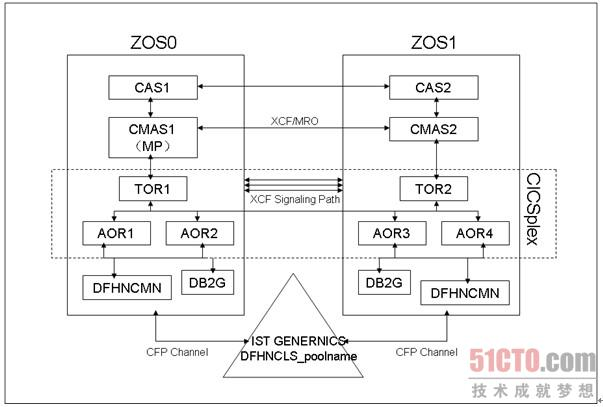 ZOS0
ZOS1
CAS1
CAS2
CMAS1
（MP）
XCF/MRO
CMAS2
TOR1
TOR2
XCF Signaling Path
CICSplex
AOR1
AOR2
AOR3
AOR4
DFHNCMN
DB2G
DB2G
DFHNCMN
IST GENERNICS
DFHNCLS_poolname
CFP Channel
CFP Channel
51CTO.com
技术成就梦想